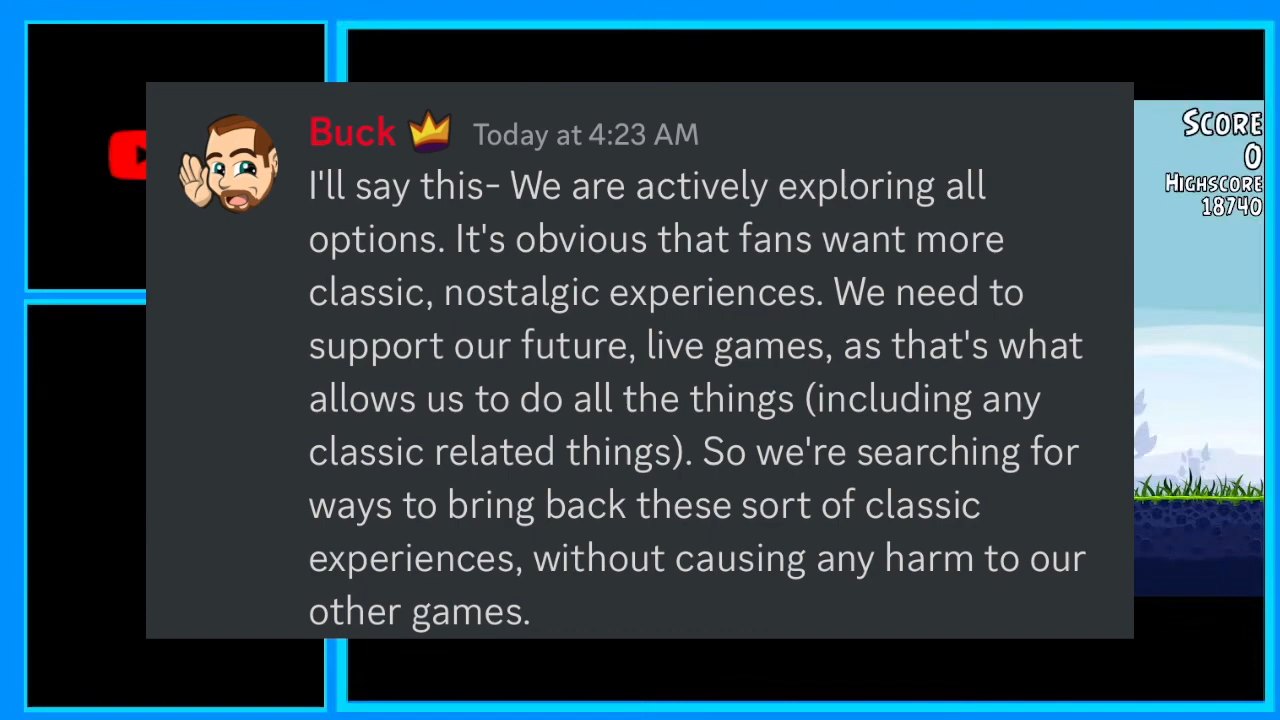 Buck Today at 4:23 AM
I'll say this- We are actively exploring all
options. It's obvious that fans want more
classic, nostalgic experiences. We need to
support our future, live games, as that's what
allows us to do all the things (including any
classic related things). So we're searching for
ways to bring back these sort of classic
experiences, without causing any harm to our
other games.
SCORE
0
HIGHSCORE
18740